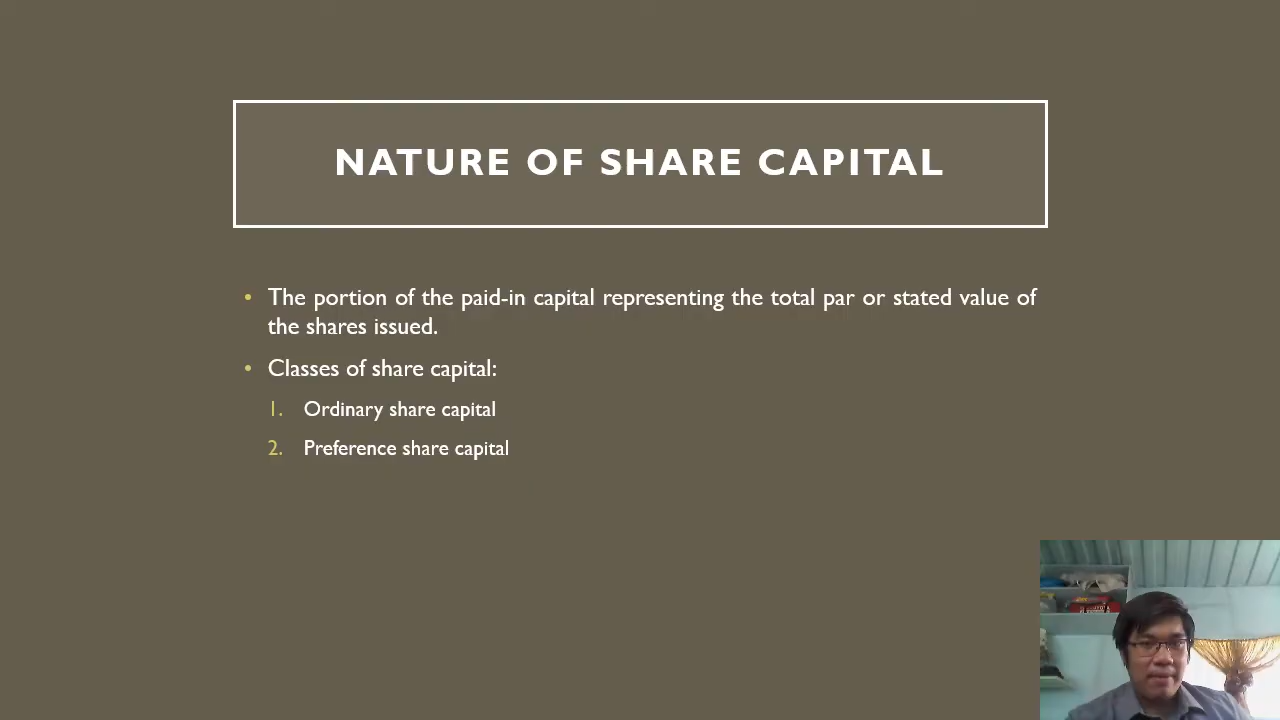 NATURE OF SHARE CAPITAL
• The portion of the paid-in capital representing the total par or stated value of
the shares issued.
• Classes of share capital:
1. Ordinary share capital
2. Preference share capital